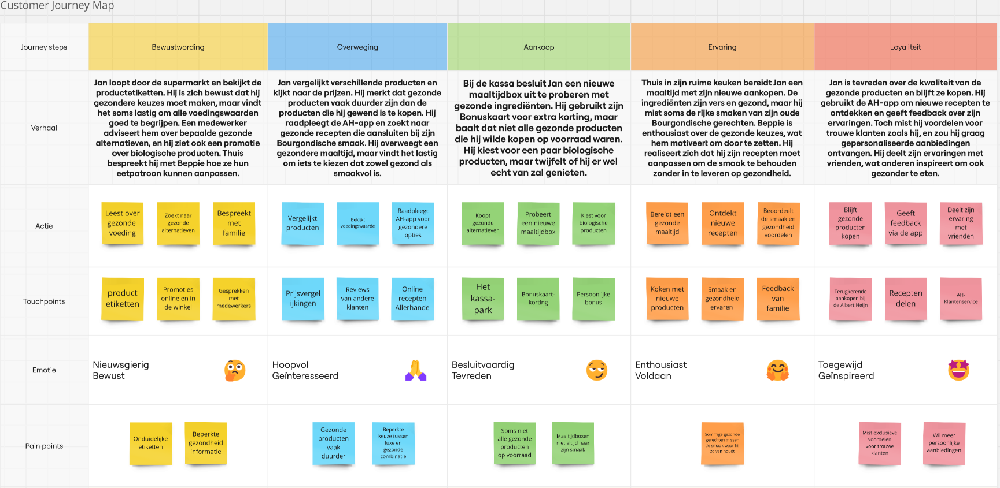 Customer Journey Map
Journey steps
Bewustwording
Overweging
Aankoop
Ervaring
Loyaliteit
Verhaal
Jan loopt door de supermarkt en bekijkt de
productetiketten. Hij is zich bewust dat hij
gezondere keuzes moet maken, maar vindt
het soms lastig om alle voedingswaarden
goed te begrijpen. Een medewerker
adviseert hem over bepaalde gezonde
alternatieven, en hij ziet ook een promotie
over biologische producten. Thuis
bespreekt hij met Beppie hoe ze hun
eetpatroon kunnen aanpassen.
Jan vergelijkt verschillende producten en
kijkt naar de prijzen. Hij merkt dat gezonde
producten vaak duurder zijn dan de
producten die hij gewend is te kopen. Hij
raadpleegt de AH-app en zoekt naar
gezonde recepten die aansluiten bij zijn
Bourgondische smaak. Hij overweegt een
gezondere maaltijd, maar vindt het lastig
om iets te kiezen dat zowel gezond als
smaakvol is.
Bij de kassa besluit Jan een nieuwe
maaltijdbox uit te proberen met
gezonde ingrediënten. Hij gebruikt zijn
Bonuskaart voor extra korting, maar
baalt dat niet alle gezonde producten
die hij wilde kopen op voorraad waren.
Hij kiest voor een paar biologische
producten, maar twijfelt of hij er wel
echt van zal genieten.
Thuis in zijn ruime keuken bereidt Jan een
maaltijd met zijn nieuwe aankopen. De
ingrediënten zijn vers en gezond, maar hij
mist soms de rijke smaken van zijn oude
Bourgondische gerechten. Beppie is
enthousiast over de gezonde keuzes, wat
hem motiveert om door te zetten. Hij
realiseert zich dat hij zijn recepten moet
aanpassen om de smaak te behouden
zonder in te leveren op gezondheid.
Jan is tevreden over de kwaliteit van de
gezonde producten en blijft ze kopen. Hij
gebruikt de AH-app om nieuwe recepten te
ontdekken en geeft feedback over zijn
ervaringen. Toch mist hij voordelen voor
trouwe klanten zoals hij, en zou hij graag
gepersonaliseerde aanbiedingen
ontvangen. Hij deelt zijn ervaringen met
vrienden, wat anderen inspireert om ook
gezonder te eten.
Actie
Leest over
gezonde
voeding
Zoekt naar
gezonde
alternatieven
Bespreekt
met
familie
Vergelijkt
producten
Bekijkt
voedingswaarde
Raadpleegt
AH-app voor
gezondere
opties
Koopt
gezonde
alternatieven
Probeert
een nieuwe
maaltijdbox
Kiest voor
biologische
producten
Bereidt een
gezonde
maaltijd
Ontdekt
nieuwe
recepten
Beoordeelt
de smaak en
gezondheid
voordelen
Blijft
gezonde
producten
kopen
Geeft
feedback
via de app
Deelt zijn
ervaring
met
vrienden
Touchpoints
product
etiketten
Promoties
online en in
de winkel
Gesprekken
met
medewerkers
Prijsvergel
ijkingen
Reviews
van andere
klanten
Online
recepten
Allerhande
Het
kassa-
park
Bonuskaart-
korting
Persoonlijke
bonus
Koken met
nieuwe
producten
Smaak en
gezondheid
ervaren
Feedback
van
familie
Terugkerende
aankopen bij
de Albert Heijn
Recepten
delen
AH-
Klantenservice
Emotie
Nieuwsgierig
Bewust
Hoopvol
Geïnteresseerd
Besluitvaardig
Tevreden
Enthousiast
Voldaan
Toegewijd
Geïnspireerd
Pain points
Onduidelijke
etiketten
Beperkte
gezondheid
informatie
Gezonde
producten
vaak
duurder
Beperkte
keuze tussen
luxe en
gezonde
combinatie
Soms niet
alle gezonde
producten
op voorraad
Maaltijdboxen
niet altijd naar
zijn smaak
Sommige gezonde
gerechten missen
de smaak waar hij
zo van houdt
Mist exclusieve
voordelen
voor trouwe
klanten
Wil meer
persoonlijke
aanbiedingen